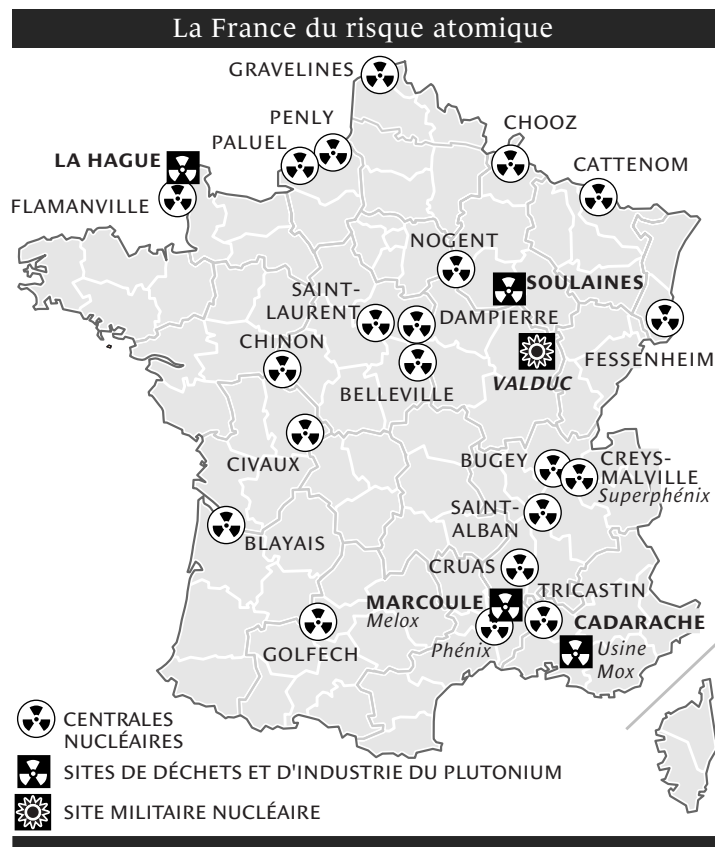 La France du risque atomique
GRAVELINES
PENLY
PALUEL
CHOOZ
LA HAGUE
CATTENOM
FLAMANVILLE
NOGENT
SOULAINES
SAINT-
LAURENT
DAMPIERRE
CHINON
FESSENHEIM
VALDUC
BELLEVILLE
CIVAUX
BUGEY
CREYS-
MALVILLE
Superphénix
SAINT-
ALBAN
BLAYAIS
CRUAS
TRICASTIN
MARCOULE
Melox
CADARACHE
Phénix
Usine
Mox
GOLFECH
CENTRALES
NUCLÉAIRES
SITES DE DÉCHETS ET D'INDUSTRIE DU PLUTONIUM
SITE MILITAIRE NUCLÉAIRE